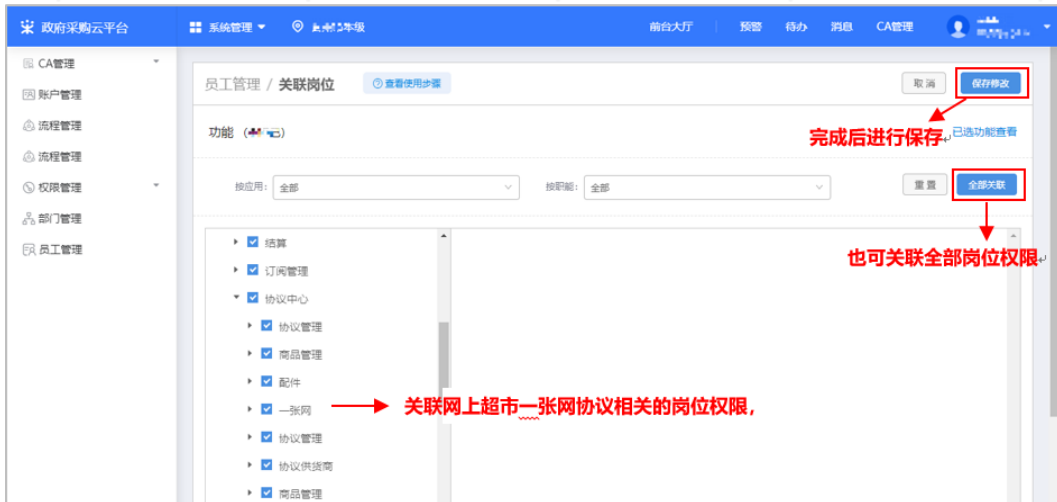 政府采购云平台
系统管理
年级
前台大厅
预警
待办
消息
CA管理
CA管理
账户管理
流程管理
流程管理
权限管理
部门管理
员工管理
员工管理 / 关联岗位
查看使用步骤
取消
保存修改
功能
完成后进行保存
已选功能查看
按应用: 全部
按职能: 全部
重置
全部关联
也可关联全部岗位权限
结算
订阅管理
协议中心
协议管理
商品管理
配件
一张网
关联网上超市一张网协议相关的岗位权限,
协议管理
协议供货商
商品管理